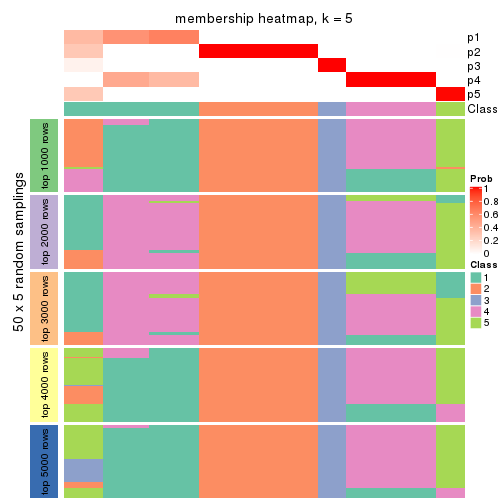 membership heatmap, k = 5
p1
p2
p3
p4
p5
Class
50 x 5 random samplings
top 1000 rows
top 2000 rows
top 3000 rows
top 4000 rows
top 5000 rows
Prob
1
0.8
0.6
0.4
0.2
0
Class
1
2
3
4
5